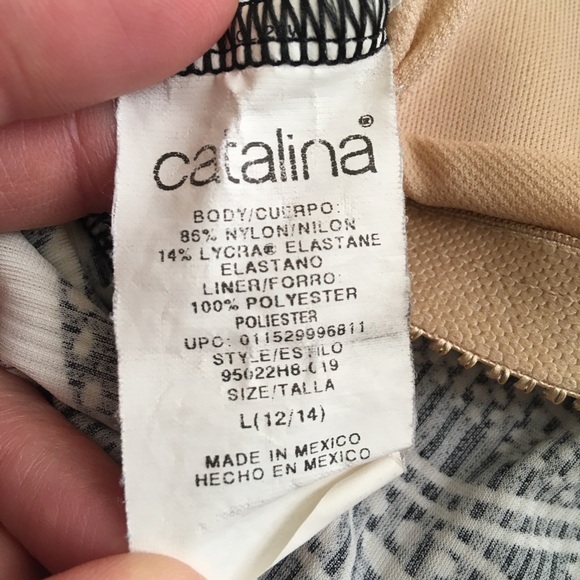 catalina®
BODY/CUERPO:
86% NYLON/NILON
14% LYCRA® ELASTANE
ELASTANO
LINER/FORRO:
100% POLYESTER
POLIESTER
UPC: 011529996811
STYLE/ESTILO
95022H8-019
SIZE/TALLA
L(12/14)
MADE IN MEXICO
HECHO EN MEXICO